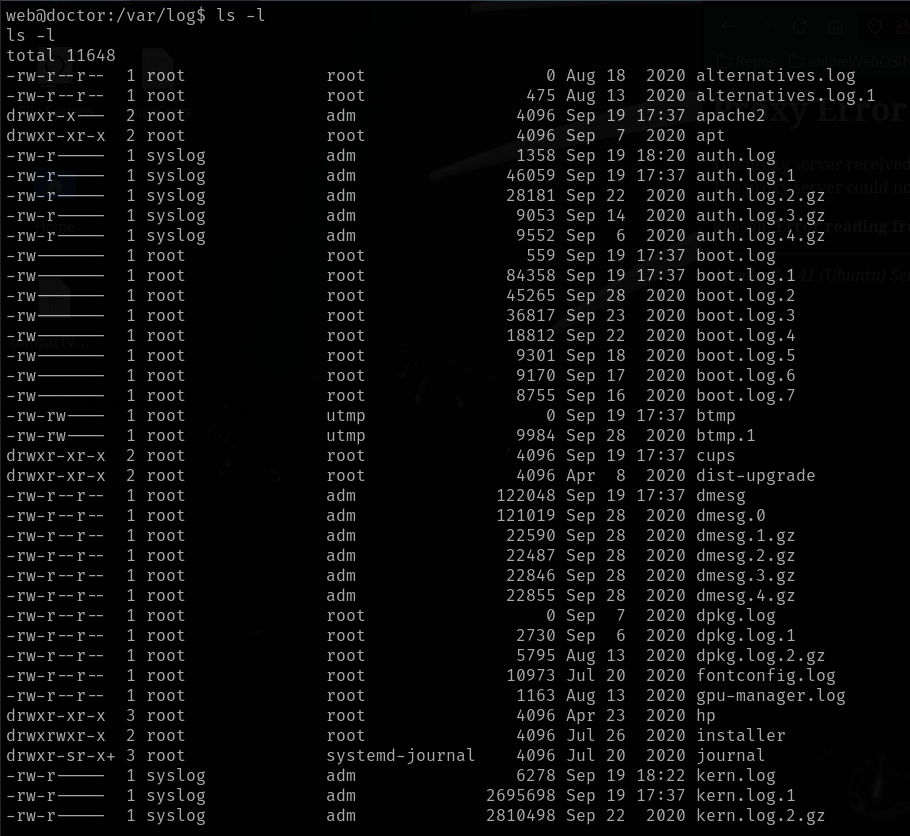 web@doctor:/var/log$ ls -l
ls -l
total 11648
-rw-r--r-- 1 root root 0 Aug 18 2020 alternatives.log
-rw-r--r-- 1 root root 475 Aug 13 2020 alternatives.log.1
drwxr-x--- 2 root adm 4096 Sep 19 17:37 apache2
drwxr-xr-x 2 root root 4096 Sep 7 2020 apt
-rw-r----- 1 syslog adm 1358 Sep 19 18:20 auth.log
-rw-r----- 1 syslog adm 46059 Sep 19 17:37 auth.log.1
-rw-r----- 1 syslog adm 28181 Sep 22 2020 auth.log.2.gz
-rw-r----- 1 syslog adm 9053 Sep 14 2020 auth.log.3.gz
-rw-r----- 1 syslog adm 9552 Sep 6 2020 auth.log.4.gz
-rw------- 1 root root 559 Sep 19 17:37 boot.log
-rw------- 1 root root 84358 Sep 19 17:37 boot.log.1
-rw------- 1 root root 45265 Sep 28 2020 boot.log.2
-rw------- 1 root root 36817 Sep 23 2020 boot.log.3
-rw------- 1 root root 18812 Sep 22 2020 boot.log.4
-rw------- 1 root root 9301 Sep 18 2020 boot.log.5
-rw------- 1 root root 9170 Sep 17 2020 boot.log.6
-rw------- 1 root root 8755 Sep 16 2020 boot.log.7
-rw-rw---- 1 root utmp 0 Sep 19 17:37 btmp
-rw-rw---- 1 root utmp 9984 Sep 28 2020 btmp.1
drwxr-xr-x 2 root root 4096 Sep 19 17:37 cups
drwxr-xr-x 2 root root 4096 Apr 8 2020 dist-upgrade
-rw-r--r-- 1 root adm 122048 Sep 19 17:37 dmesg
-rw-r--r-- 1 root adm 121019 Sep 28 2020 dmesg.0
-rw-r--r-- 1 root adm 22590 Sep 28 2020 dmesg.1.gz
-rw-r--r-- 1 root adm 22487 Sep 28 2020 dmesg.2.gz
-rw-r--r-- 1 root adm 22846 Sep 28 2020 dmesg.3.gz
-rw-r--r-- 1 root adm 22855 Sep 28 2020 dmesg.4.gz
-rw-r--r-- 1 root root 0 Sep 7 2020 dpkg.log
-rw-r--r-- 1 root root 2730 Sep 6 2020 dpkg.log.1
-rw-r--r-- 1 root root 5795 Aug 13 2020 dpkg.log.2.gz
-rw-r--r-- 1 root root 10973 Jul 20 2020 fontconfig.log
-rw-r--r-- 1 root root 1163 Aug 13 2020 gpu-manager.log
drwxr-xr-x 3 root root 4096 Apr 23 2020 hp
drwxrwxr-x 2 root root 4096 Jul 26 2020 installer
drwxr-sr-x+ 3 root systemd-journal 4096 Jul 20 2020 journal
-rw-r----- 1 syslog adm 6278 Sep 19 18:22 kern.log
-rw-r----- 1 syslog adm 2695698 Sep 19 17:37 kern.log.1
-rw-r----- 1 syslog adm 2810498 Sep 22 2020 kern.log.2.gz